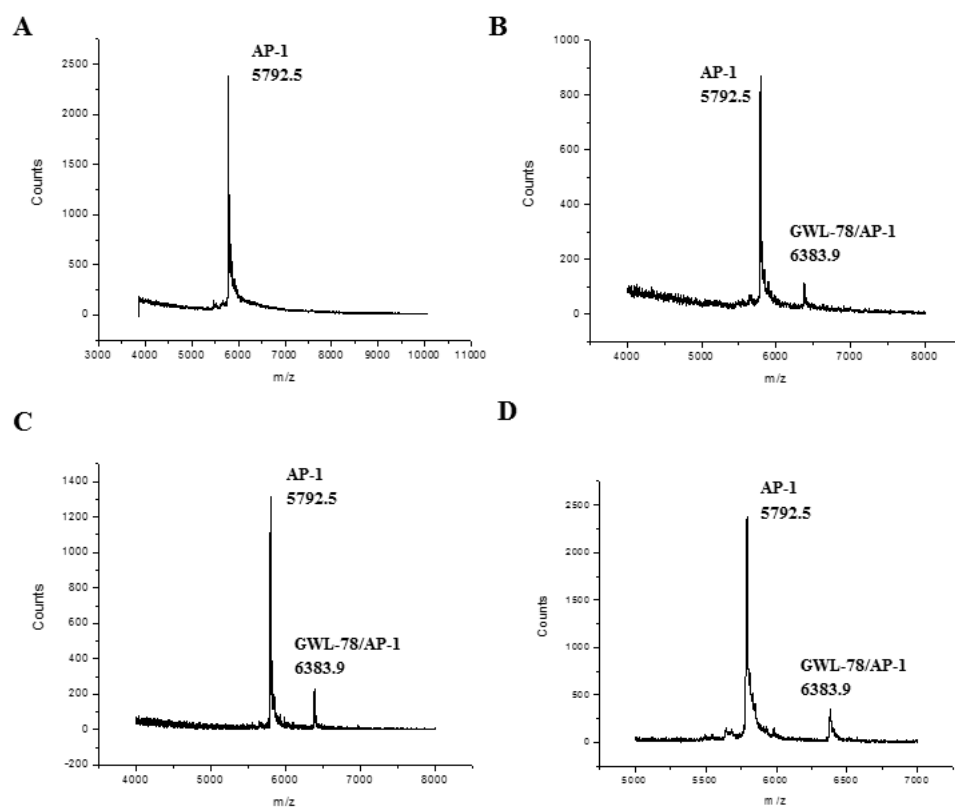 A
AP-1
5792.5
2500
2000
1500
1000
500
0
Counts
3000 4000 5000 6000 7000 8000 9000 10000 11000
m/z
B
AP-1
5792.5
GWL-78/AP-1
6383.9
1000
800
600
400
200
0
Counts
4000 5000 6000 7000 8000
m/z
C
AP-1
5792.5
GWL-78/AP-1
6383.9
1400
1200
1000
800
600
400
200
0
-200
Counts
4000 5000 6000 7000 8000
m/z
D
AP-1
5792.5
GWL-78/AP-1
6383.9
2500
2000
1500
1000
500
0
Counts
5000 5500 6000 6500 7000
m/z